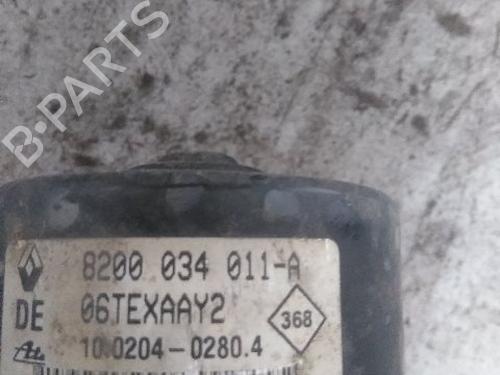 B-PARTS
8200 034 011-A
DE 06TEXAAY2
368
10.0204-0280.4